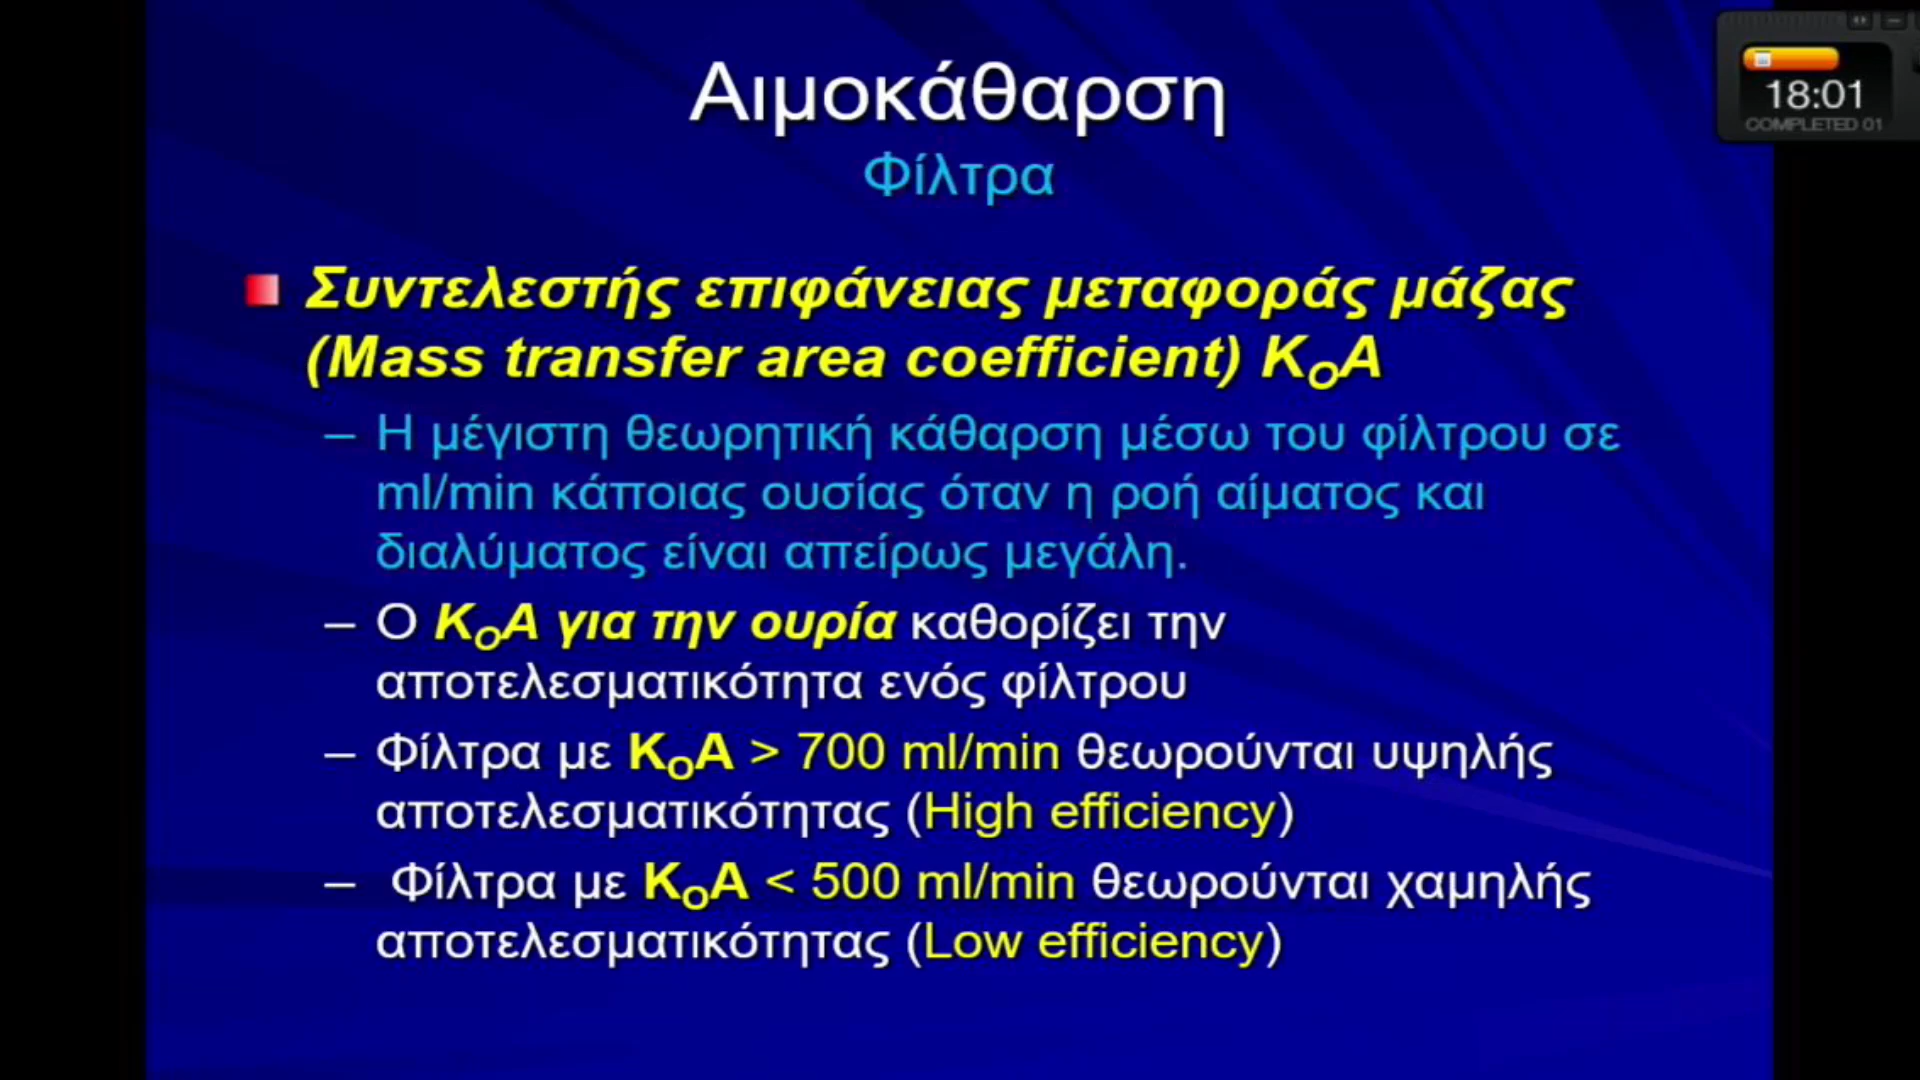 Αιμοκάθαρση
Φίλτρα
18:01
COMPLETED 01
Συντελεστής επιφάνειας μεταφοράς μάζας
(Mass transfer area coefficient) KOA
– Η μέγιστη θεωρητική κάθαρση μέσω του φίλτρου σε
ml/min κάποιας ουσίας όταν η ροή αίματος και
διαλύματος είναι απείρως μεγάλη.
– Ο KOA για την ουρία καθορίζει την
αποτελεσματικότητα ενός φίλτρου
– Φίλτρα με KOA > 700 ml/min θεωρούνται υψηλής
αποτελεσματικότητας (High efficiency)
– Φίλτρα με KOA < 500 ml/min θεωρούνται χαμηλής
αποτελεσματικότητας (Low efficiency)